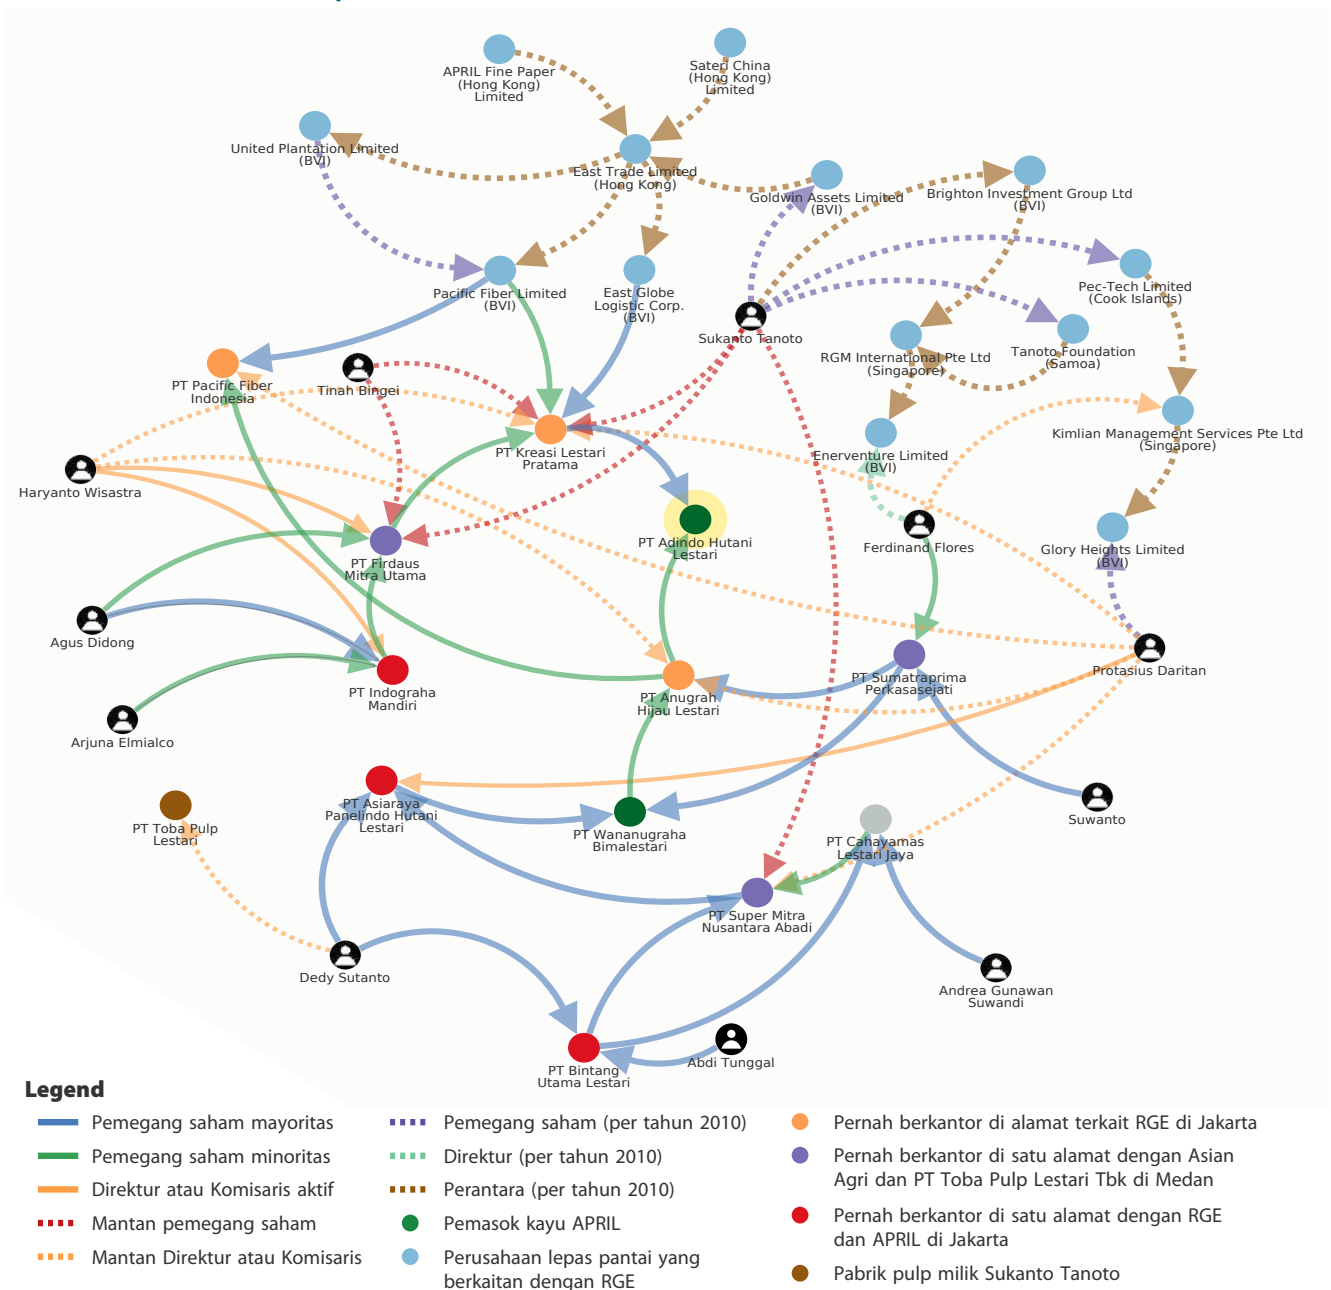 APRIL Fine Paper
(Hong Kong)
Limited
Sateri China
(Hong Kong)
Limited
United Plantation Limited
(BVI)
East Trade Limited
(Hong Kong)
Goldwin Assets Limited
(BVI)
Brighton Investment Group Ltd
(BVI)
Pacific Fiber Limited
(BVI)
East Globe
Logistic Corp.
(BVI)
Pec-Tech Limited
(Cook Islands)
Sukanto Tanoto
RGM International Pte Ltd
(Singapore)
Tanoto Foundation
(Samoa)
PT Pacific Fiber
Indonesia
Tinah Bingei
PT Kreasi Lestari
Pratama
Enerventure Limited
(BVI)
Kimlian Management Services Pte Ltd
(Singapore)
Haryanto Wisastra
PT Adindo Hutani
Lestari
Ferdinand Flores
Glory Heights Limited
(BVI)
PT Firdaus
Mitra Utama
Agus Didong
PT Indograha
Mandiri
PT Anugrah
Hijau Lestari
PT Sumatraprima
Perkasasejati
Protasius Daritan
Arjuna Elmialco
PT Toba Pulp
Lestari
PT Asiaraya
Panelindo Hutani
Lestari
PT Wananugraha
Bimalestari
PT Cahayamas
Lestari Jaya
Suwanto
PT Super Mitra
Nusantara Abadi
Dedy Sutanto
Andrea Gunawan
Suwandi
PT Bintang
Utama Lestari
Abdi Tunggal
Legend
Pemegang saham mayoritas
Pemegang saham minoritas
Direktur atau Komisaris aktif
Mantan pemegang saham
Mantan Direktur atau Komisaris
Pemegang saham (per tahun 2010)
Direktur (per tahun 2010)
Perantara (per tahun 2010)
Pemasok kayu APRIL
Perusahaan lepas pantai yang
berkaitan dengan RGE
Pernah berkantor di alamat terkait RGE di Jakarta
Pernah berkantor di satu alamat dengan Asian
Agri dan PT Toba Pulp Lestari Tbk di Medan
Pernah berkantor di satu alamat dengan RGE
dan APRIL di Jakarta
Pabrik pulp milik Sukanto Tanoto